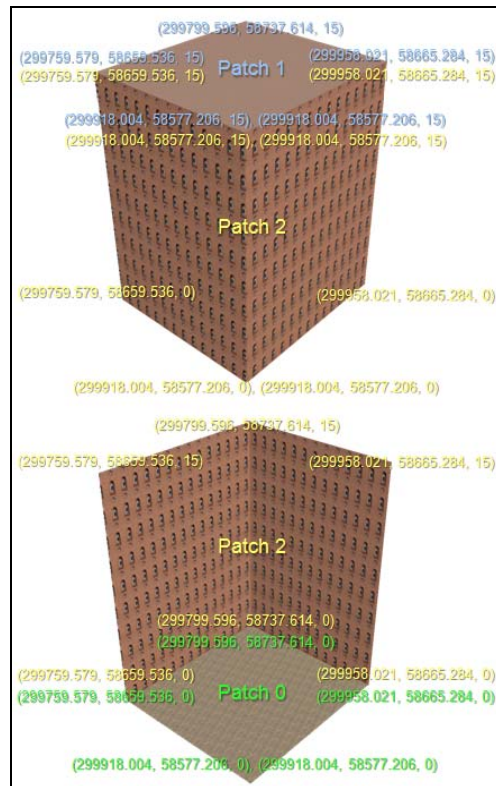 (299799.596, 58737.614, 15)
(299759.579, 58659.536, 15) (299958.021, 58665.284, 15)
Patch 1
(299759.579, 58659.536, 15) (299958.021, 58665.284, 15)
(299918.004, 58577.206, 15) (299918.004, 58577.206, 15)
(299918.004, 58577.206, 15) (299918.004, 58577.206, 15)
Patch 2
(299759.579, 58659.536, 0) (299958.021, 58665.284, 0)
(299918.004, 58577.206, 0), (299918.004, 58577.206, 0)
(299799.596, 58737.614, 15)
(299759.579, 58659.536, 15) (299958.021, 58665.284, 15)
Patch 2
(299799.596, 58737.614, 0)
(299799.596, 58737.614, 0)
(299759.579, 58659.536, 0) (299958.021, 58665.284, 0)
Patch 0
(299759.579, 58659.536, 0) (299958.021, 58665.284, 0)
(299918.004, 58577.206, 0) (299918.004, 58577.206, 0)